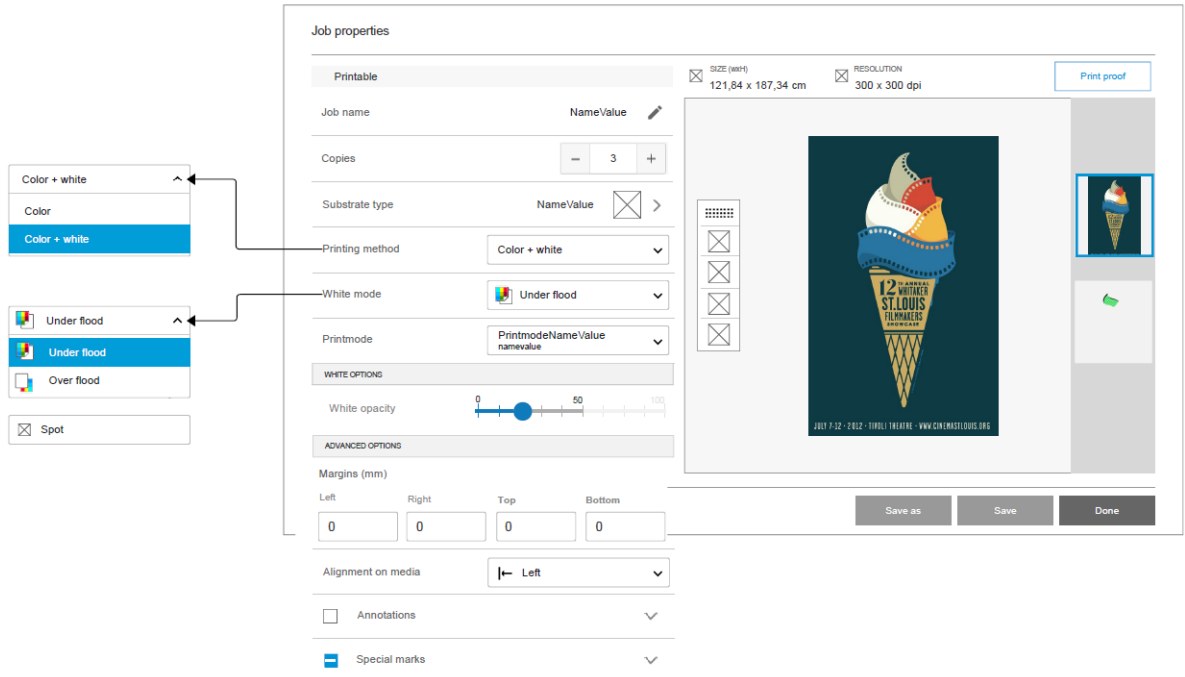 Job properties
Printable
Job name
NameValue
Copies
3
Substrate type
NameValue
Printing method
Color + white
White mode
Under flood
Printmode
PrintmodeNameValue
namevalue
WHITE OPTIONS
White opacity
0
50
100
ADVANCED OPTIONS
Margins (mm)
Left
Right
Top
Bottom
0
0
0
0
Alignment on media
Left
Annotations
Special marks
Color + white
Color
Color + white
Under flood
Under flood
Over flood
Spot
SIZE (wxH)
121,84 x 187,34 cm
RESOLUTION
300 x 300 dpi
Print proof
12TH ANNUAL
WHITAKER
ST.LOUIS
FILMMAKERS
SHOWCASE
JULY 7-12 · 2012 · TIVOLI THEATRE · WWW.CINEMASTLOUIS.ORG
Save as
Save
Done